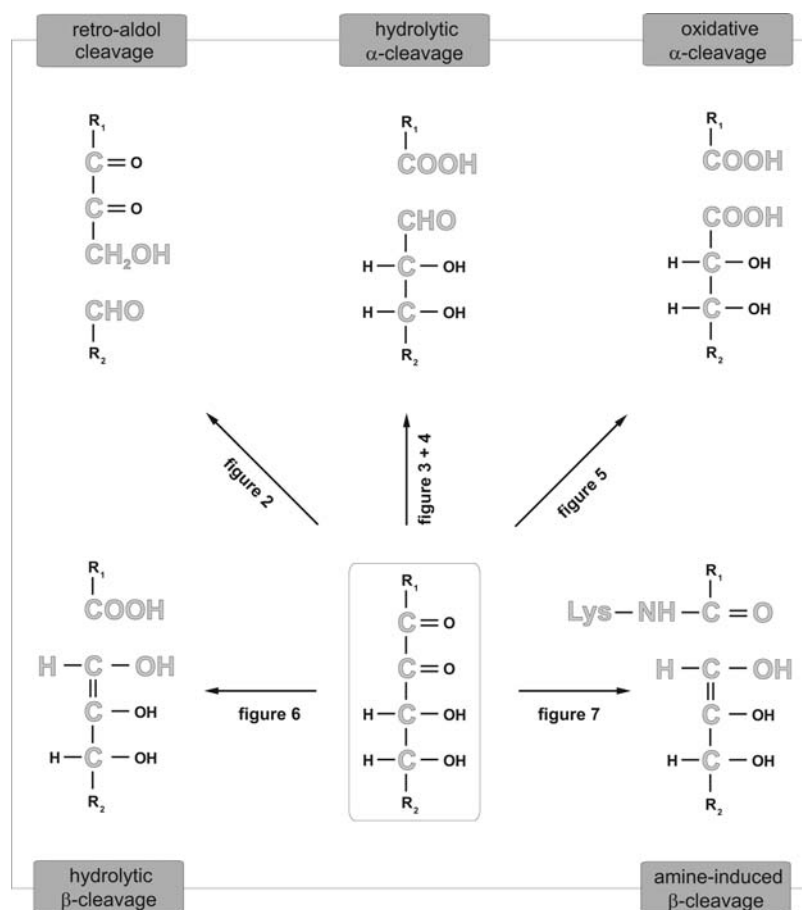 retro-aldol
cleavage
hydrolytic
α-cleavage
oxidative
α-cleavage
R₁
C=O
C=O
CH₂OH
CHO
R₂
R₁
COOH
CHO
H—C—OH
H—C—OH
R₂
R₁
COOH
COOH
H—C—OH
H—C—OH
R₂
figure 2
figure 3 + 4
figure 5
R₁
COOH
H—C—OH
C—OH
H—C—OH
R₂
figure 6
R₁
C=O
C=O
H—C—OH
H—C—OH
R₂
figure 7
R₁
Lys—NH—C=O
H—C—OH
C—OH
H—C—OH
R₂
hydrolytic
β-cleavage
amine-induced
β-cleavage